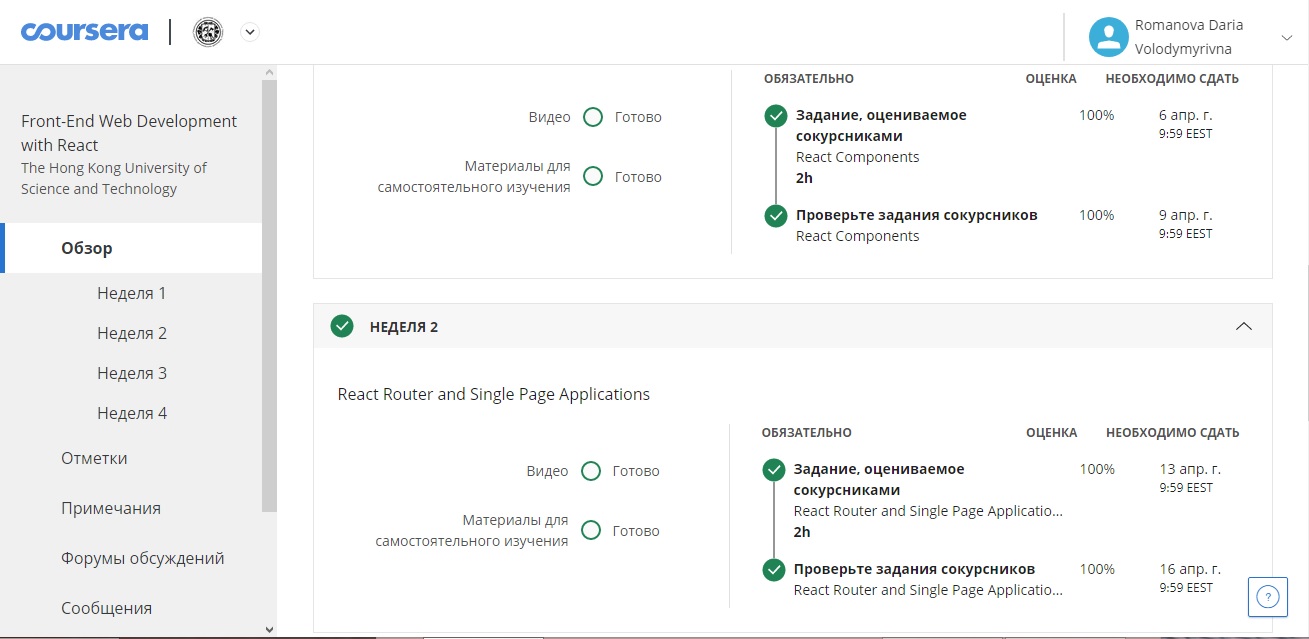 coursera
Romanova Daria
Volodymyrivna
Front-End Web Development
with React
The Hong Kong University of
Science and Technology
Обзор
Неделя 1
Неделя 2
Неделя 3
Неделя 4
Отметки
Примечания
Форумы обсуждений
Сообщения
ОБЯЗАТЕЛЬНО ОЦЕНКА НЕОБХОДИМО СДАТЬ
Видео Готово
Материалы для
самостоятельного изучения Готово
Задание, оцениваемое 100% 6 апр. г.
сокурсниками 9:59 EEST
React Components
2h
Проверьте задания сокурсников 100% 9 апр. г.
React Components 9:59 EEST
НЕДЕЛЯ 2
React Router and Single Page Applications
ОБЯЗАТЕЛЬНО ОЦЕНКА НЕОБХОДИМО СДАТЬ
Видео Готово
Материалы для
самостоятельного изучения Готово
Задание, оцениваемое 100% 13 апр. г.
сокурсниками 9:59 EEST
React Router and Single Page Applicatio...
2h
Проверьте задания сокурсников 100% 16 апр. г.
React Router and Single Page Applicatio... 9:59 EEST
?